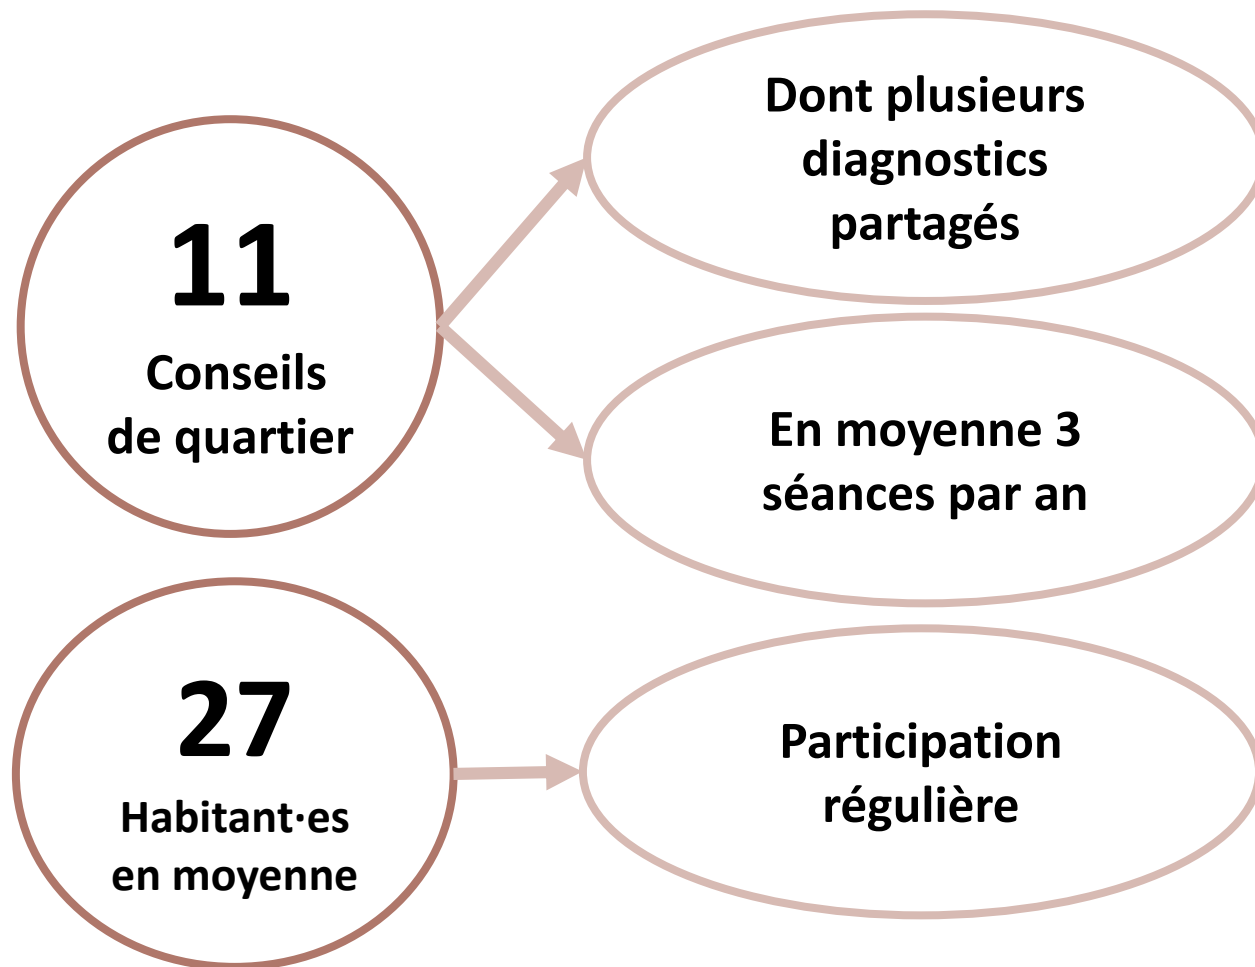 11
Conseils
de quartier
Dont plusieurs
diagnostics
partagés
En moyenne 3
séances par an
27
Habitant·es
en moyenne
Participation
régulière